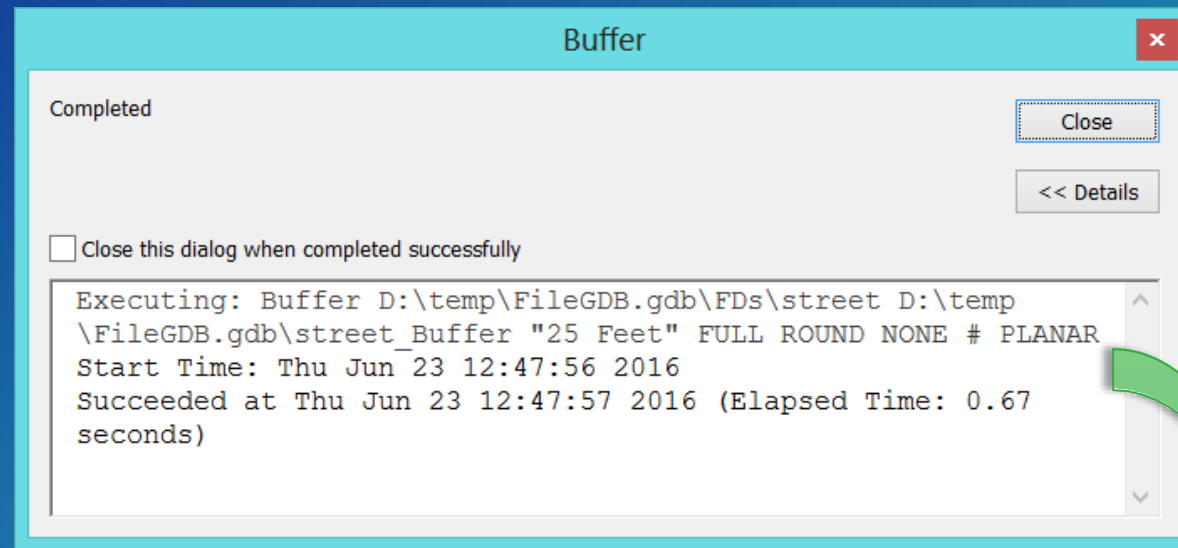 Buffer
x
Completed
Close
<< Details
Close this dialog when completed successfully
Executing: Buffer D:\temp\FileGDB.gdb\FDs\street D:\temp
\FileGDB.gdb\street_Buffer "25 Feet" FULL ROUND NONE # PLANAR
Start Time: Thu Jun 23 12:47:56 2016
Succeeded at Thu Jun 23 12:47:57 2016 (Elapsed Time: 0.67
seconds)